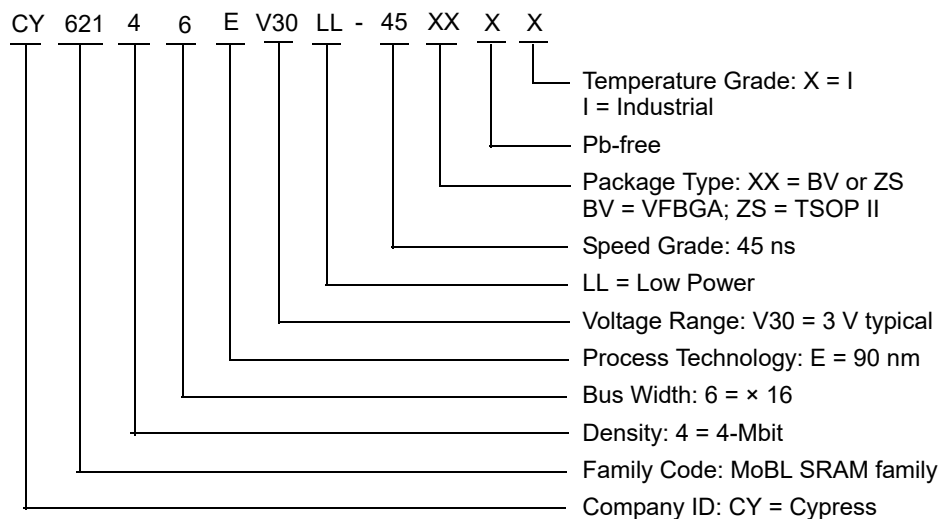 CY 621 4 6 E V30 LL - 45 XX X X
Temperature Grade: X = I
I = Industrial
Pb-free
Package Type: XX = BV or ZS
BV = VFBGA; ZS = TSOP II
Speed Grade: 45 ns
LL = Low Power
Voltage Range: V30 = 3 V typical
Process Technology: E = 90 nm
Bus Width: 6 = × 16
Density: 4 = 4-Mbit
Family Code: MoBL SRAM family
Company ID: CY = Cypress